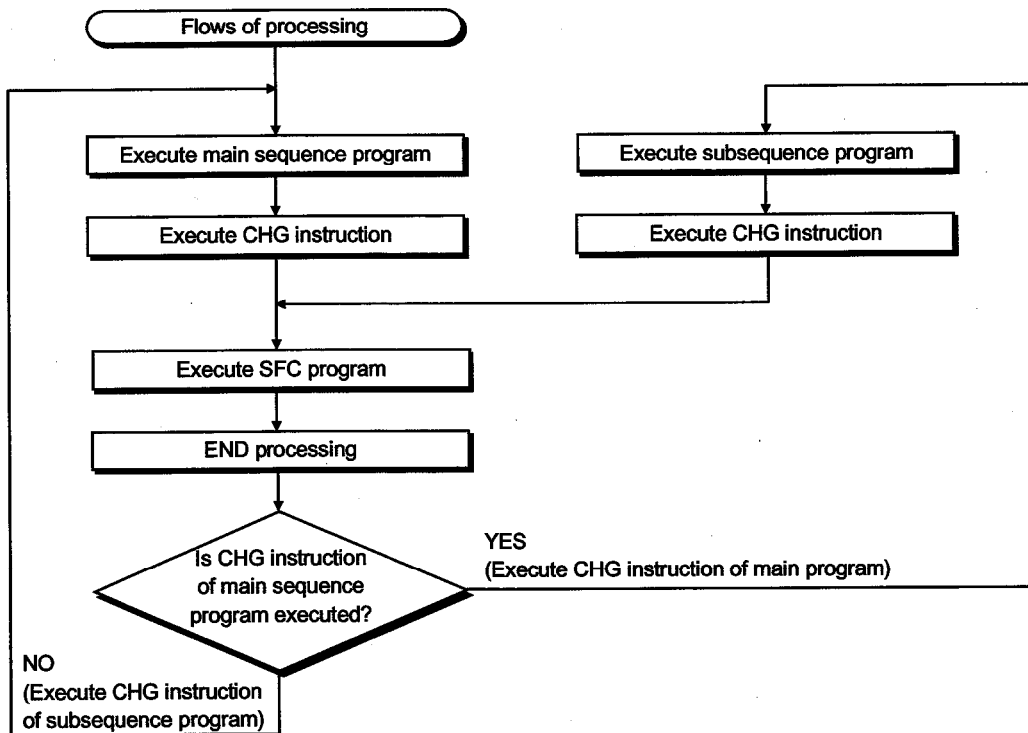 Flows of processing
Execute main sequence program
Execute subsequence program
Execute CHG instruction
Execute CHG instruction
Execute SFC program
END processing
Is CHG instruction
of main sequence
program executed?
YES
(Execute CHG instruction of main program)
NO
(Execute CHG instruction
of subsequence program)